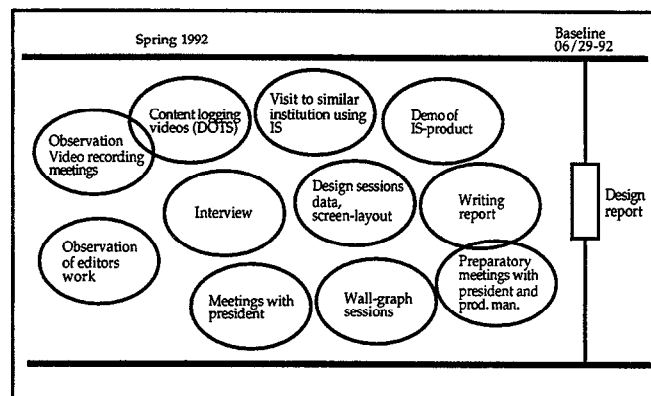 Spring 1992
Baseline
06/29-92
Content logging
videos (DOTS)
Visit to similar
institution using
IS
Demo of
IS-product
Observation
Video recording
meetings
Interview
Design sessions
data,
screen-layout
Writing
report
Design
report
Observation
of editors
work
Meetings with
president
Wall-graph
sessions
Preparatory
meetings with
president and
prod. man.